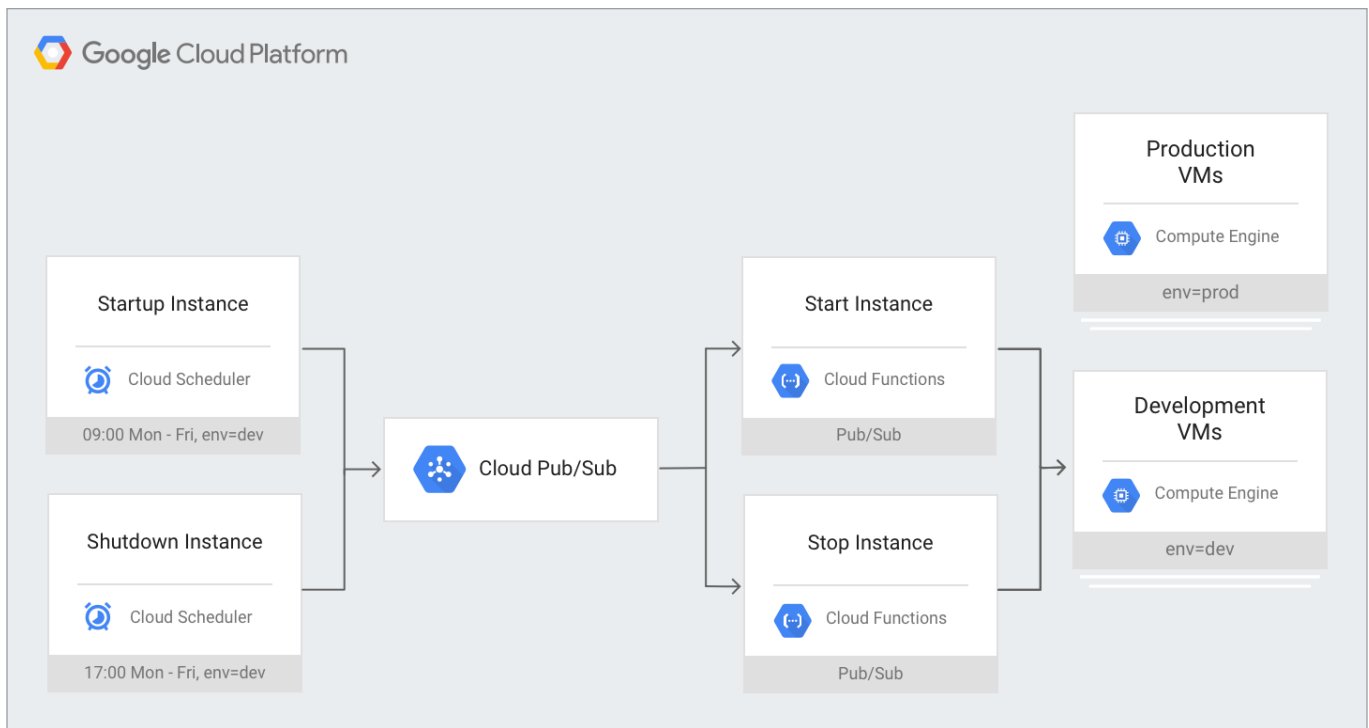 Google Cloud Platform
Startup Instance
Cloud Scheduler
09:00 Mon - Fri, env=dev
Shutdown Instance
Cloud Scheduler
17:00 Mon - Fri, env=dev
Cloud Pub/Sub
Start Instance
Cloud Functions
Pub/Sub
Stop Instance
Cloud Functions
Pub/Sub
Production
VMs
Compute Engine
env=prod
Development
VMs
Compute Engine
env=dev